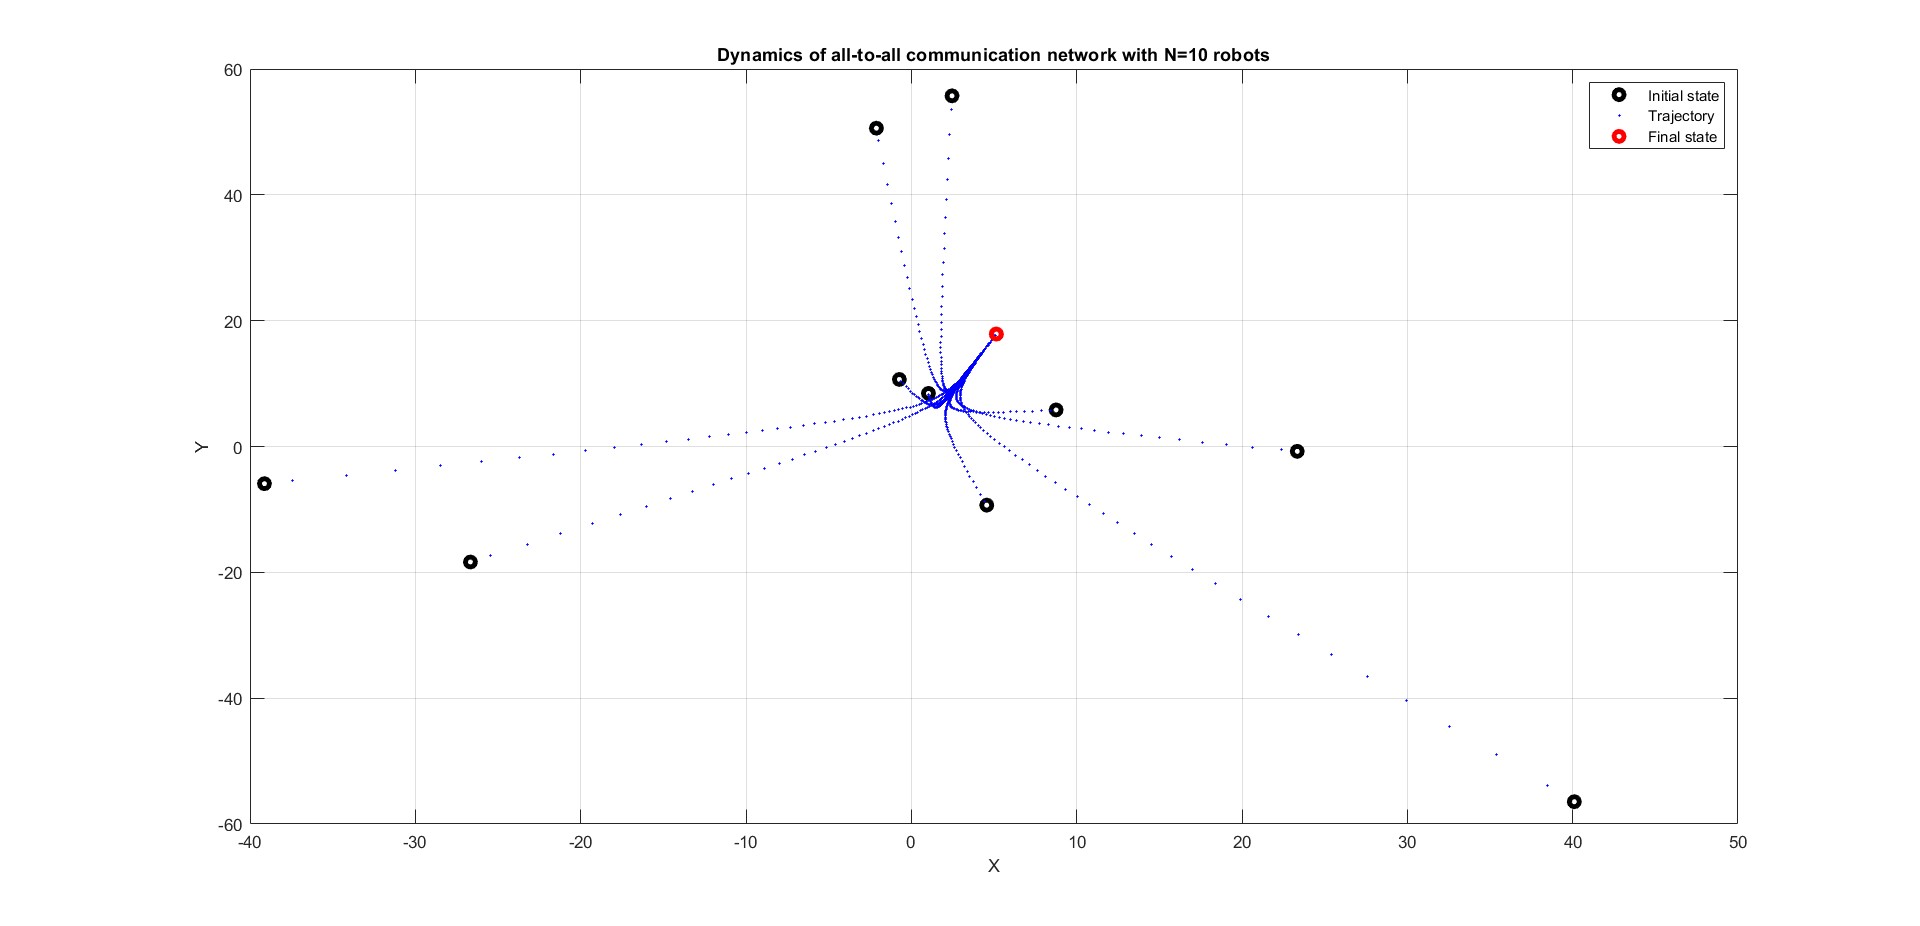 Dynamics of all-to-all communication network with N=10 robots
60
40
20
0
-20
-40
-60
Y
Initial state
Trajectory
Final state
-40 -30 -20 -10 0 10 20 30 40 50
X